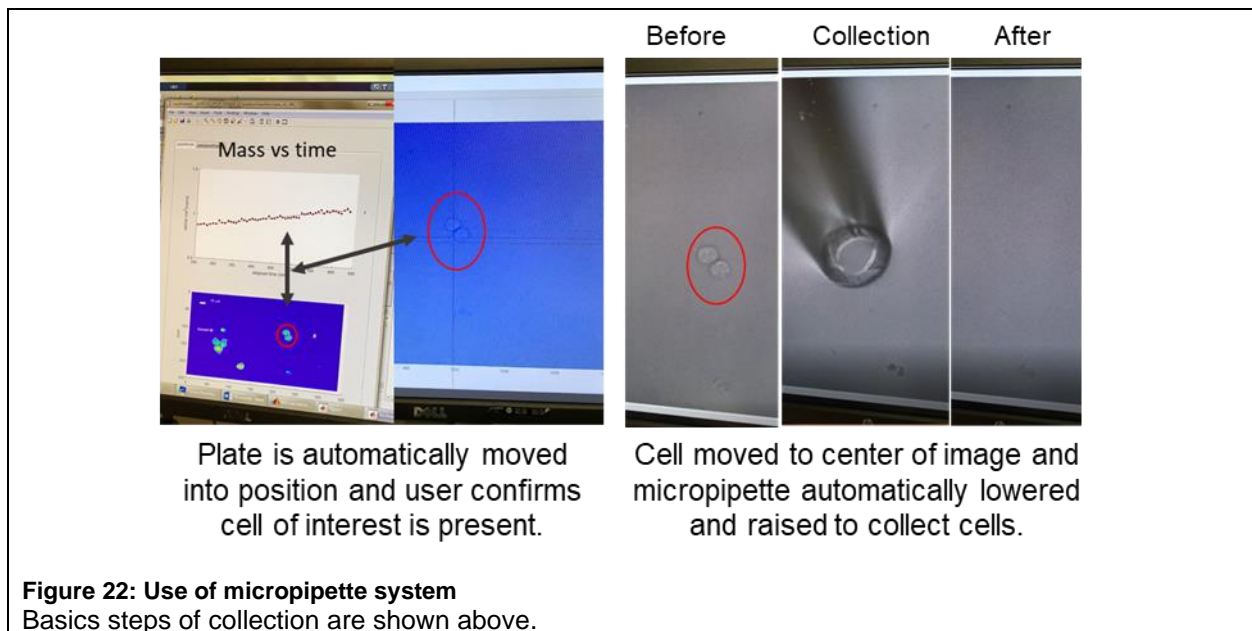 Before Collection After
Mass vs time
DELL
Plate is automatically moved
into position and user confirms
cell of interest is present.
Cell moved to center of image and
micropipette automatically lowered
and raised to collect cells.
Figure 22: Use of micropipette system
Basics steps of collection are shown above.